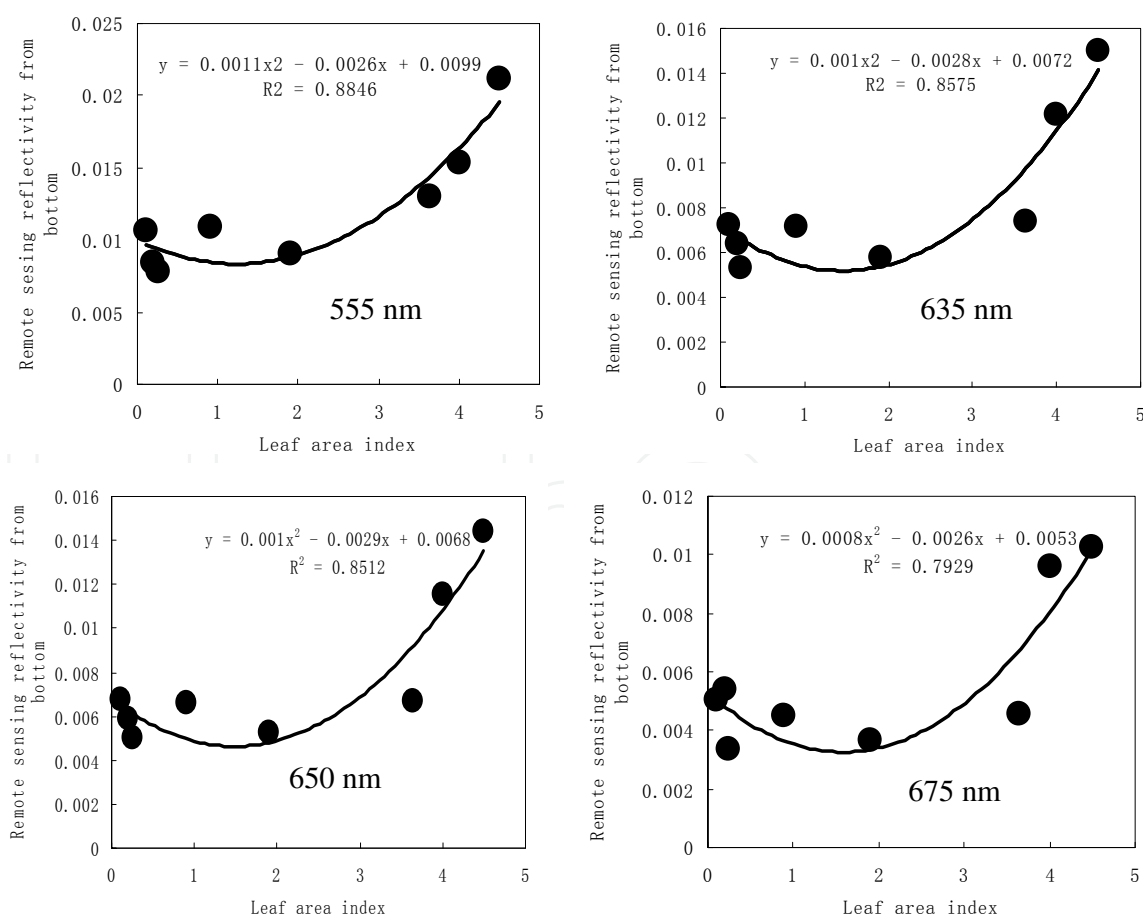 Remote sesing reflectivity from
bottom
0.025
0.02
0.015
0.01
0.005
0
y = 0.0011x2 - 0.0026x + 0.0099
R2 = 0.8846
555 nm
0 1 2 3 4 5
Leaf area index
Remote sensing reflectivity from
bottom
0.016
0.014
0.012
0.01
0.008
0.006
0.004
0.002
0
y = 0.001x2 - 0.0028x + 0.0072
R2 = 0.8575
635 nm
0 1 2 3 4 5
Leaf area index
Remote sensing reflectivity from
bottom
0.016
0.014
0.012
0.01
0.008
0.006
0.004
0.002
0
y = 0.001x² - 0.0029x + 0.0068
R² = 0.8512
650 nm
0 1 2 3 4 5
Leaf area index
Remote sensing reflectivity from
bottom
0.012
0.01
0.008
0.006
0.004
0.002
0
y = 0.0008x² - 0.0026x + 0.0053
R² = 0.7929
675 nm
0 1 2 3 4 5
Leaf area index